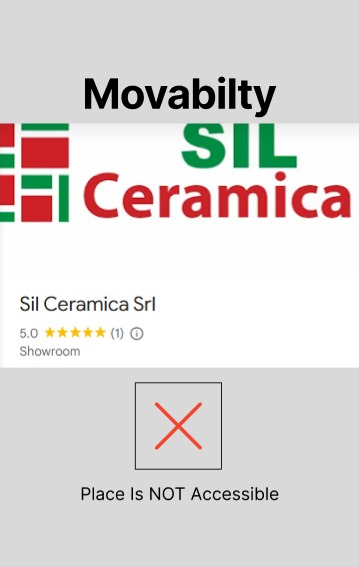 Movabilty
SIL
Ceramica
Sil Ceramica Srl
5.0 ★★★★★ (1)
Showroom
Place Is NOT Accessible